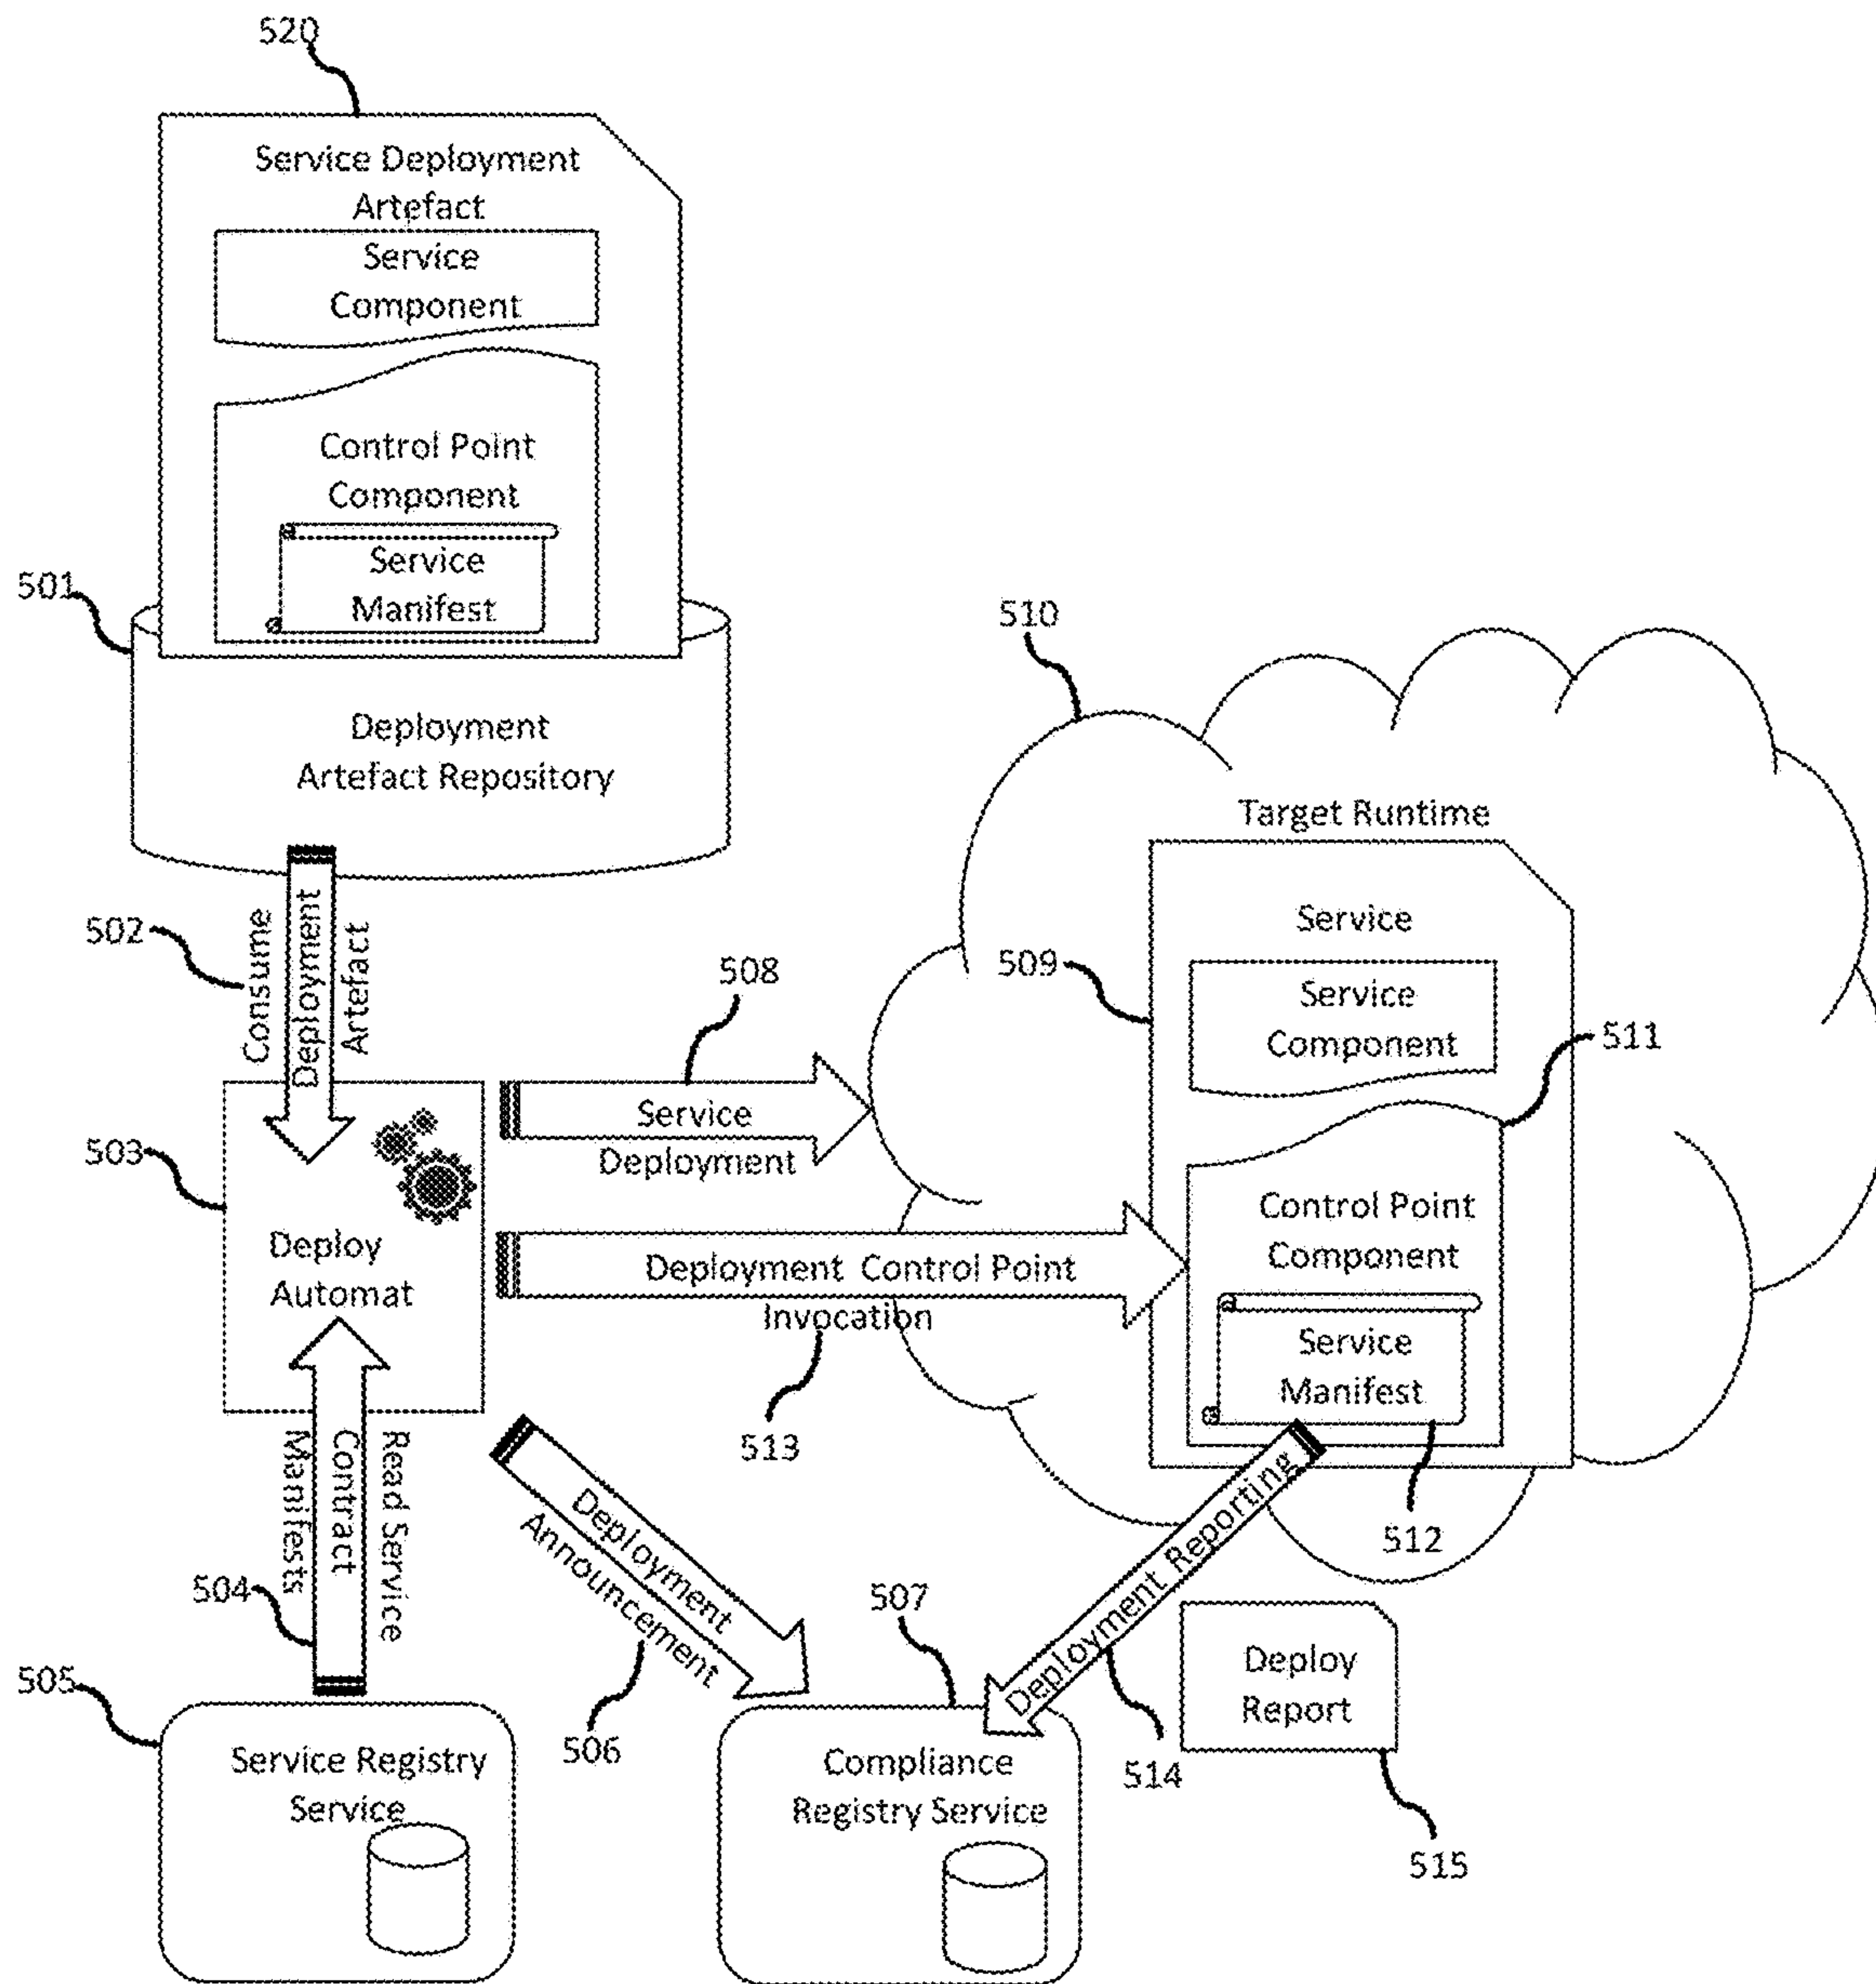 520
Service Deployment
Artefact
Service
Component
Control Point
Component
Service
Manifest
501
Deployment
Artefact Repository
510
Target Runtime
502
Consume
Deployment
Artefact
508
Service
Deployment
509
Service
Service
Component
511
503
Deploy
Automat
Deployment Control Point
Invocation
513
Control Point
Component
Service
Manifest
512
504
Read Service
Contract
Manifests
Deployment
Announcement
506
507
Deployment Reporting
514
Deploy
Report
515
505
Service Registry
Service
Compliance
Registry Service